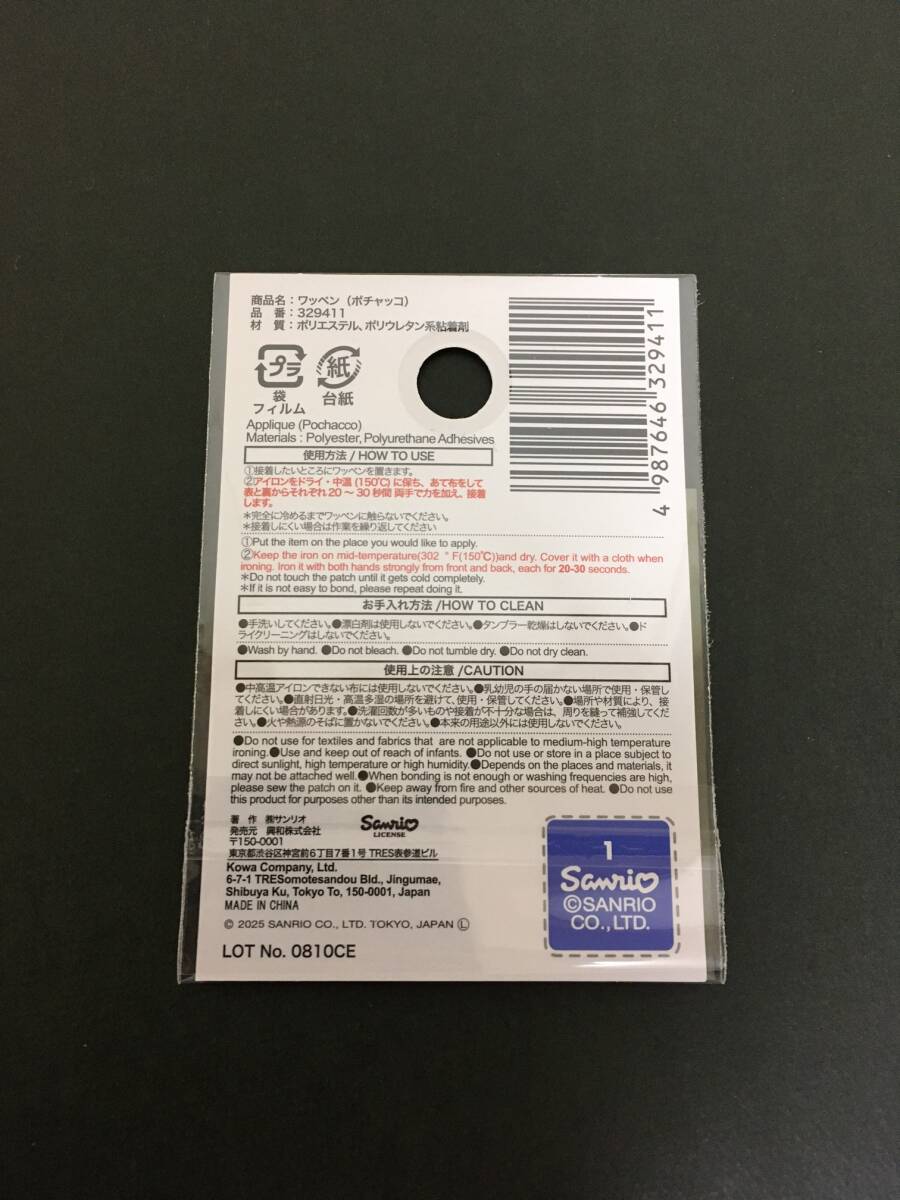 商品名：ワッペン（ポチャッコ）
品　番：329411
材　質：ポリエステル、ポリウレタン系粘着剤
プラ
紙
袋
フィルム
台紙
4 987646 329411
Applique (Pochacco)
Materials : Polyester, Polyurethane Adhesives
使用方法 / HOW TO USE
①接着したいところにワッペンを置きます。
②アイロンをドライ・中温 (150℃) に保ち、あて布をして
表と裏からそれぞれ 20 〜 30 秒間 両手で力を加え、接着
します。
＊完全に冷めるまでワッペンに触らないでください。
＊接着しにくい場合は作業を繰り返してください
①Put the item on the place you would like to apply.
②Keep the iron on mid-temperature(302 ° F(150℃))and dry. Cover it with a cloth when
ironing. Iron it with both hands strongly from front and back, each for 20-30 seconds.
＊Do not touch the patch until it gets cold completely.
＊If it is not easy to bond, please repeat doing it.
お手入れ方法 /HOW TO CLEAN
●手洗いしてください。●漂白剤は使用しないでください。●タンブラー乾燥はしないでください。●ド
ライクリーニングはしないでください。
●Wash by hand. ●Do not bleach. ●Do not tumble dry. ●Do not dry clean.
使用上の注意 /CAUTION
●中高温アイロンできない布には使用しないでください。●乳幼児の手の届かない場所で使用・保管し
てください。●直射日光・高温多湿の場所を避けて、使用・保管してください。●場所や材質により、接
着しにくい場合があります。●洗濯回数が多いものや接着が不十分な場合は、周りを縫って補強してくだ
さい。●火や熱源のそばに置かないでください。●本来の用途以外には使用しないでください。
●Do not use for textiles and fabrics that are not applicable to medium-high temperature
ironing.●Use and keep out of reach of infants. ●Do not use or store in a place subject to
direct sunlight, high temperature or high humidity.●Depends on the places and materials, it
may not be attached well.●When bonding is not enough or washing frequencies are high,
please sew the patch on it. ●Keep away from fire and other sources of heat. ●Do not use
this product for purposes other than its intended purposes.
著　作　㈱サンリオ
発売元　興和株式会社
〒150-0001
東京都渋谷区神宮前6丁目7番1号 TRES表参道ビル
Sanrio
LICENSE
Kowa Company, Ltd.
6-7-1 TRESomotesandou Bld., Jingumae,
Shibuya Ku, Tokyo To, 150-0001, Japan
MADE IN CHINA
© 2025 SANRIO CO., LTD. TOKYO, JAPAN Ⓛ
LOT No. 0810CE
1
Sanrio
©SANRIO
CO.,LTD.